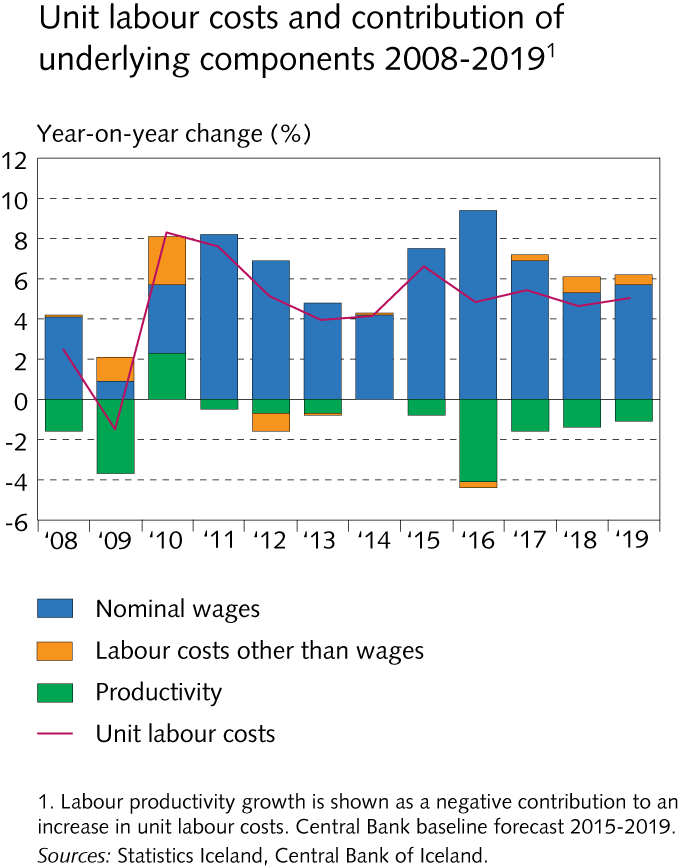 Unit labour costs and contribution of
underlying components 2008-2019¹
Year-on-year change (%)
12
10
8
6
4
2
0
-2
-4
-6
‘08 ‘09 ‘10 ‘11 ‘12 ‘13 ‘14 ‘15 ‘16 ‘17 ‘18 ‘19
Nominal wages
Labour costs other than wages
Productivity
Unit labour costs
1. Labour productivity growth is shown as a negative contribution to an
increase in unit labour costs. Central Bank baseline forecast 2015-2019.
Sources: Statistics Iceland, Central Bank of Iceland.